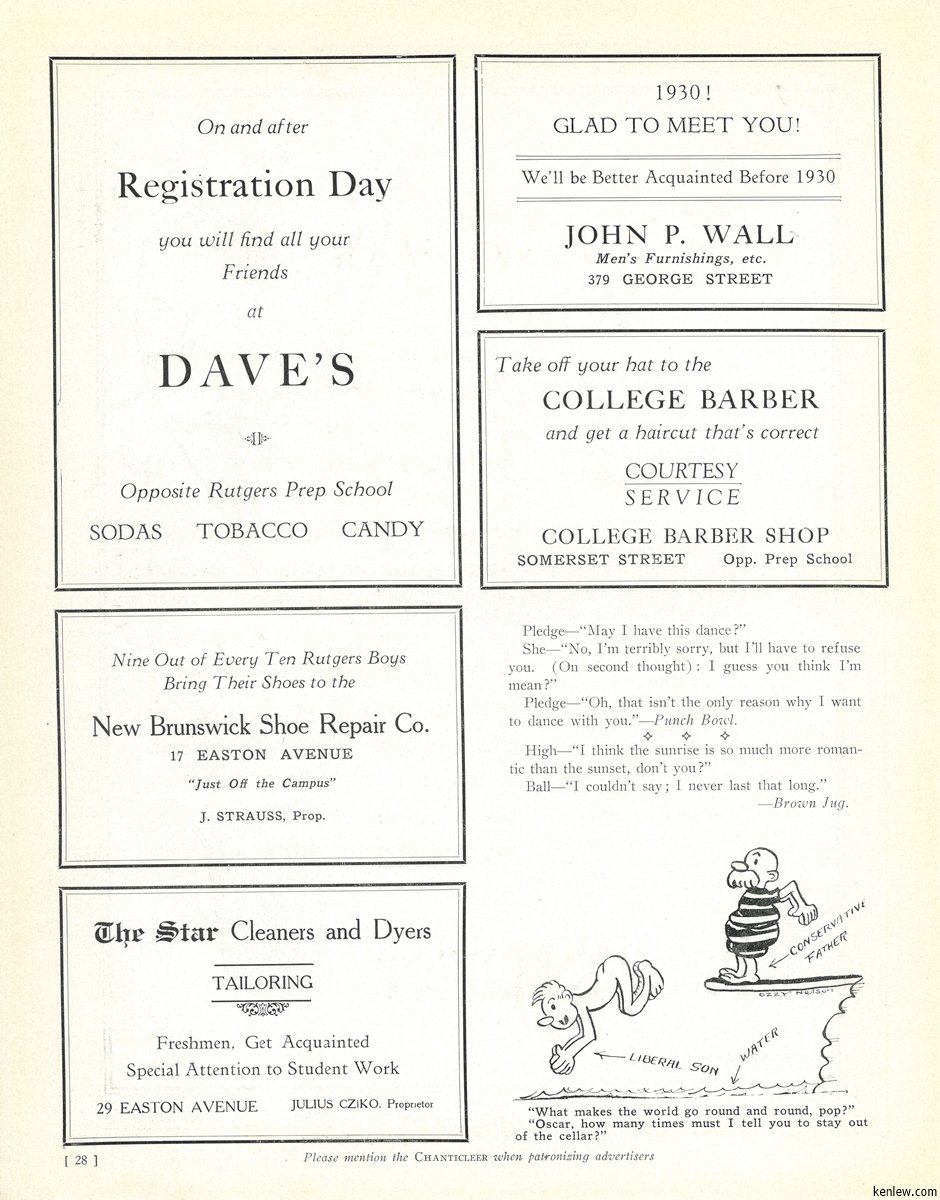 On and after
Registration Day
you will find all your
Friends
at
DAVE'S
Opposite Rutgers Prep School
SODAS TOBACCO CANDY
1930!
GLAD TO MEET YOU!
We'll be Better Acquainted Before 1930
JOHN P. WALL
Men's Furnishings, etc.
379 GEORGE STREET
Take off your hat to the
COLLEGE BARBER
and get a haircut that's correct
COURTESY
SERVICE
COLLEGE BARBER SHOP
SOMERSET STREET Opp. Prep School
Nine Out of Every Ten Rutgers Boys
Bring Their Shoes to the
New Brunswick Shoe Repair Co.
17 EASTON AVENUE
"Just Off the Campus"
J. STRAUSS, Prop.
The Star Cleaners and Dyers
TAILORING
Freshmen, Get Acquainted
Special Attention to Student Work
29 EASTON AVENUE JULIUS CZIKO, Proprietor
Pledge—"May I have this dance?"
She—"No, I'm terribly sorry, but I'll have to refuse
you. (On second thought): I guess you think I'm
mean?"
Pledge—"Oh, that isn't the only reason why I want
to dance with you."—Punch Bowl.
High—"I think the sunrise is so much more roman-
tic than the sunset, don't you?"
Ball—"I couldn't say; I never last that long."
—Brown Jug.
CONSERVATIVE
FATHER
OZZY Nelson
LIBERAL SON
WATER
"What makes the world go round and round, pop?"
"Oscar, how many times must I tell you to stay out
of the cellar?"
[ 28 ]
Please mention the CHANTICLEER when patronizing advertisers
kenlew.com